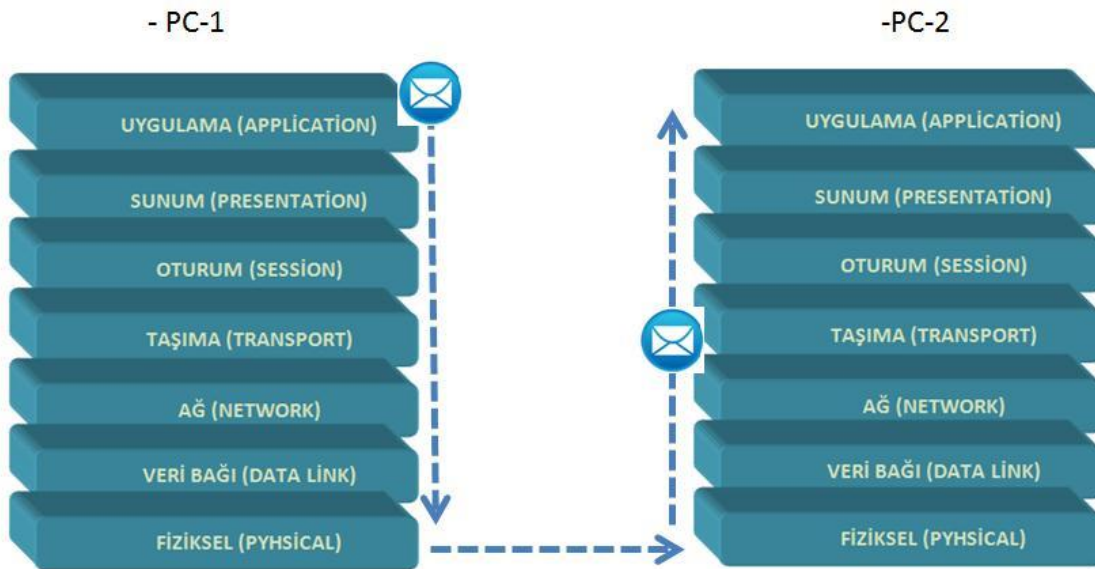 - PC-1
UYGULAMA (APPLİCATİON)
SUNUM (PRESENTATİON)
OTURUM (SESSİON)
TAŞIMA (TRANSPORT)
AĞ (NETWORK)
VERİ BAĞI (DATA LİNK)
FİZİKSEL (PYHSİCAL)
-PC-2
UYGULAMA (APPLİCATİON)
SUNUM (PRESENTATİON)
OTURUM (SESSİON)
TAŞIMA (TRANSPORT)
AĞ (NETWORK)
VERİ BAĞI (DATA LİNK)
FİZİKSEL (PYHSİCAL)